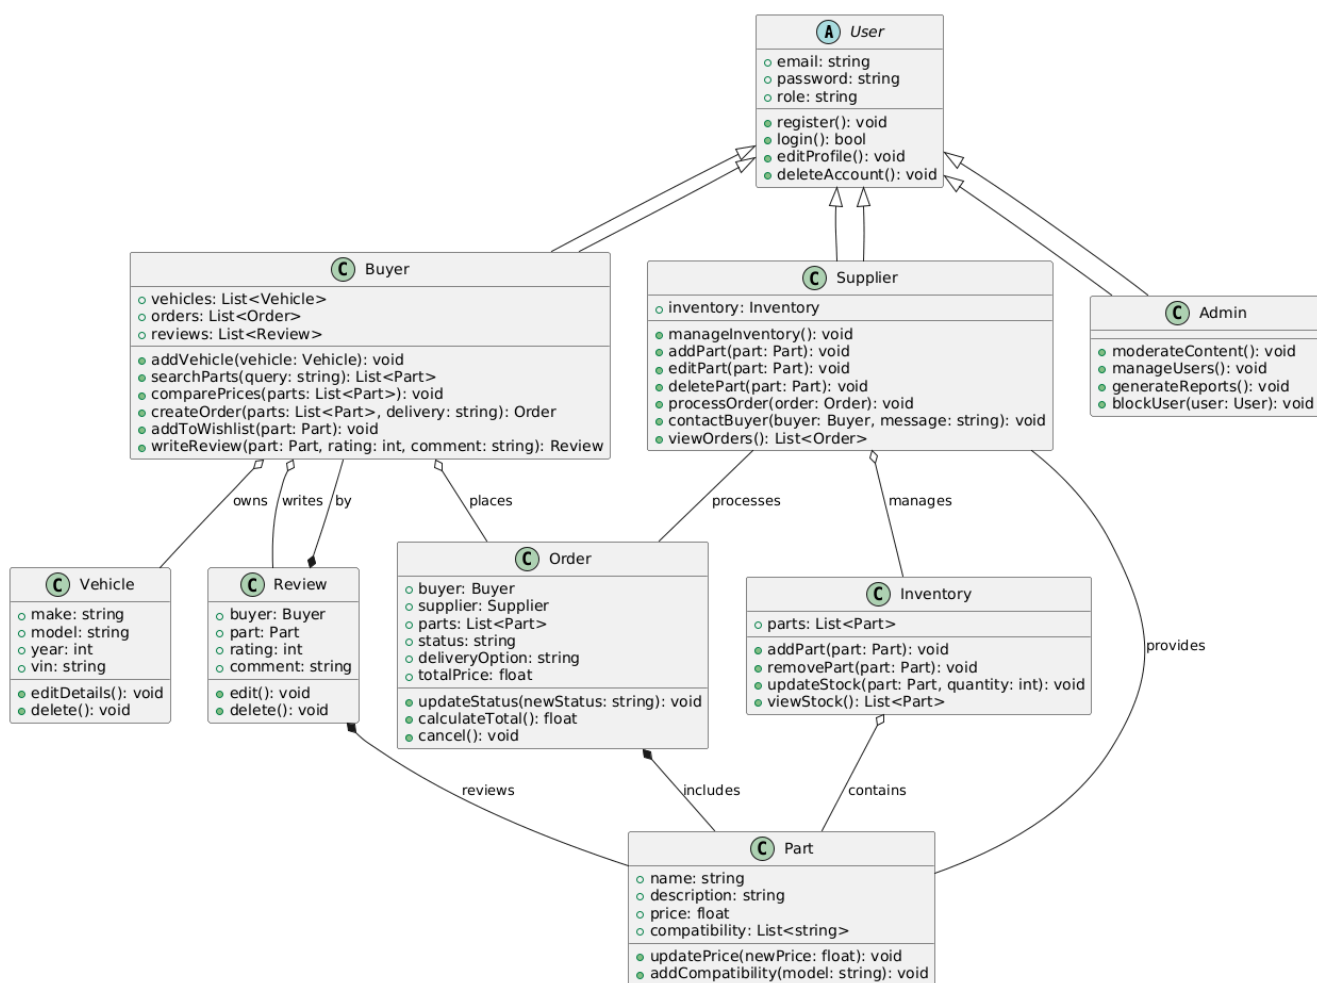 A User
email: string
password: string
role: string
register(): void
login(): bool
editProfile(): void
deleteAccount(): void
C Buyer
vehicles: List<Vehicle>
orders: List<Order>
reviews: List<Review>
addVehicle(vehicle: Vehicle): void
searchParts(query: string): List<Part>
comparePrices(parts: List<Part>): void
createOrder(parts: List<Part>, delivery: string): Order
addToWishlist(part: Part): void
writeReview(part: Part, rating: int, comment: string): Review
C Supplier
inventory: Inventory
manageInventory(): void
addPart(part: Part): void
editPart(part: Part): void
deletePart(part: Part): void
processOrder(order: Order): void
contactBuyer(buyer: Buyer, message: string): void
viewOrders(): List<Order>
C Admin
moderateContent(): void
manageUsers(): void
generateReports(): void
blockUser(user: User): void
owns
writes
by
places
processes
manages
provides
C Vehicle
make: string
model: string
year: int
vin: string
editDetails(): void
delete(): void
C Review
buyer: Buyer
part: Part
rating: int
comment: string
edit(): void
delete(): void
C Order
buyer: Buyer
supplier: Supplier
parts: List<Part>
status: string
deliveryOption: string
totalPrice: float
updateStatus(newStatus: string): void
calculateTotal(): float
cancel(): void
C Inventory
parts: List<Part>
addPart(part: Part): void
removePart(part: Part): void
updateStock(part: Part, quantity: int): void
viewStock(): List<Part>
reviews
includes
contains
C Part
name: string
description: string
price: float
compatibility: List<string>
updatePrice(newPrice: float): void
addCompatibility(model: string): void